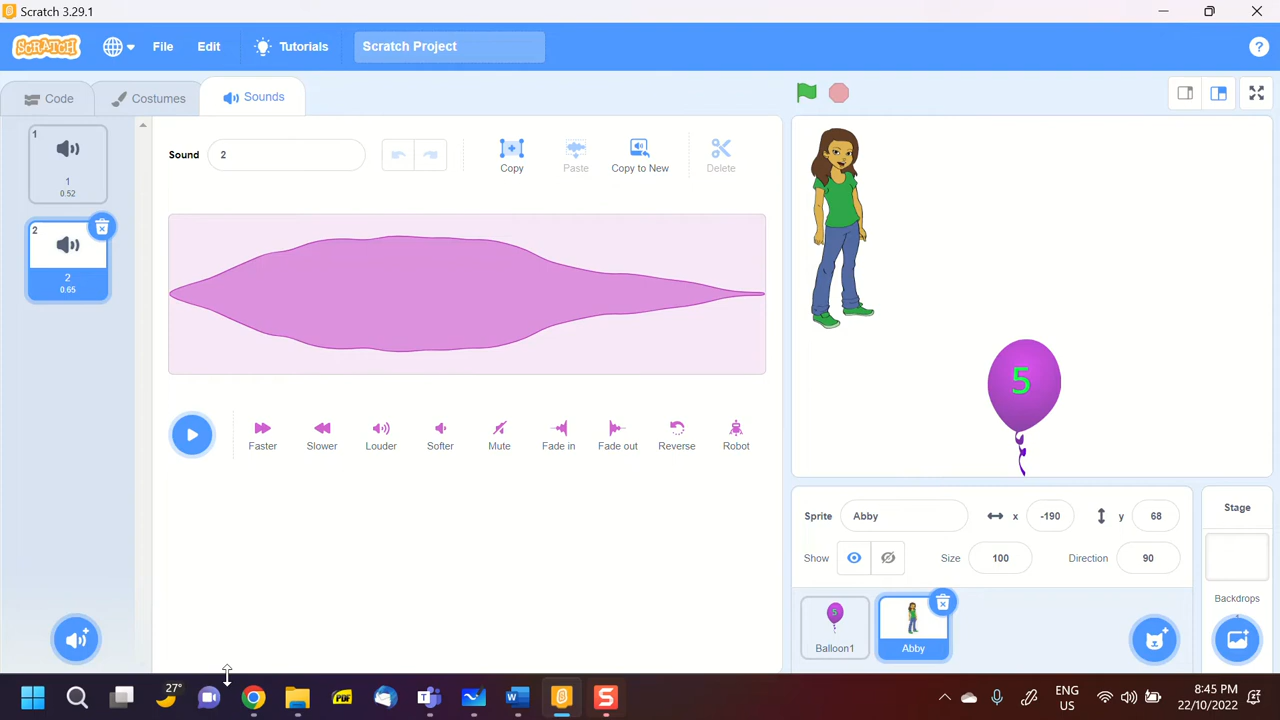 Scratch 3.29.1
SCRATCH
File
Edit
Tutorials
Scratch Project
?
Code
Costumes
Sounds
1
1
0.52
2
2
0.65
Sound
2
Copy
Paste
Copy to New
Delete
Faster
Slower
Louder
Softer
Mute
Fade in
Fade out
Reverse
Robot
5
Sprite
Abby
x
-190
y
68
Show
Size
100
Direction
90
5
Balloon1
Abby
Stage
Backdrops
27°
PDF
T
W
S
ENG
US
8:45 PM
22/10/2022